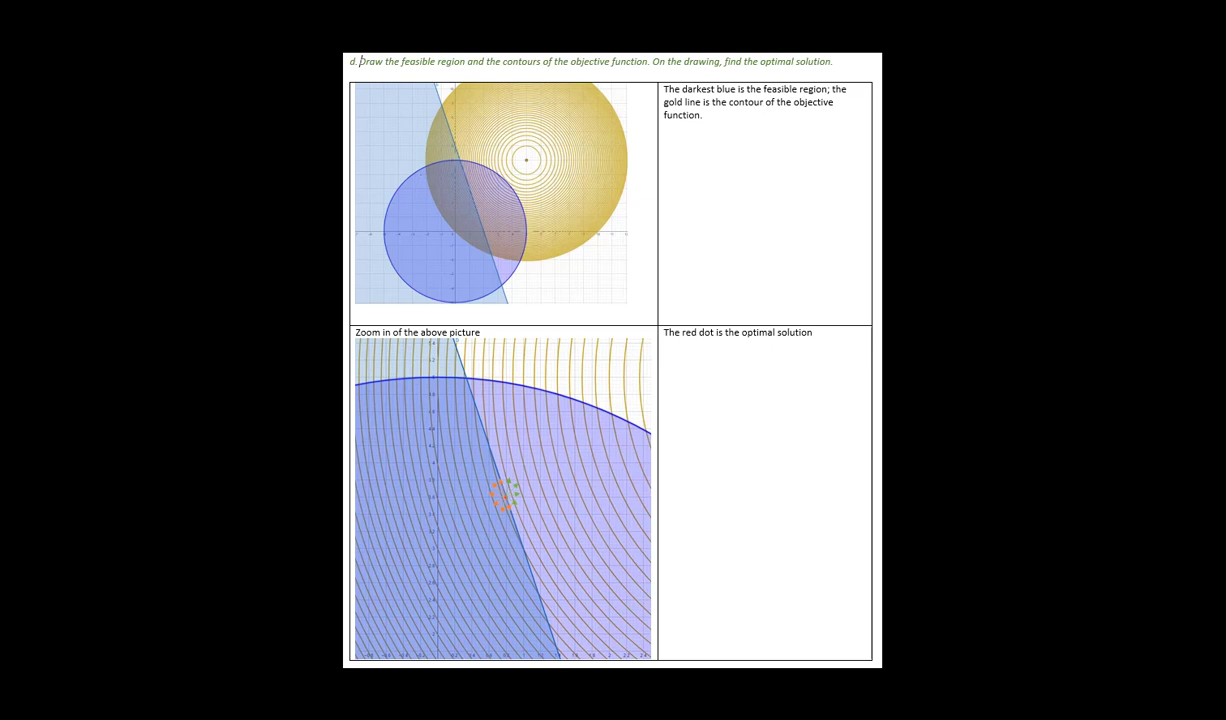 d. Draw the feasible region and the contours of the objective function. On the drawing, find the optimal solution.
The darkest blue is the feasible region; the
gold line is the contour of the objective
function.
Zoom in of the above picture
The red dot is the optimal solution